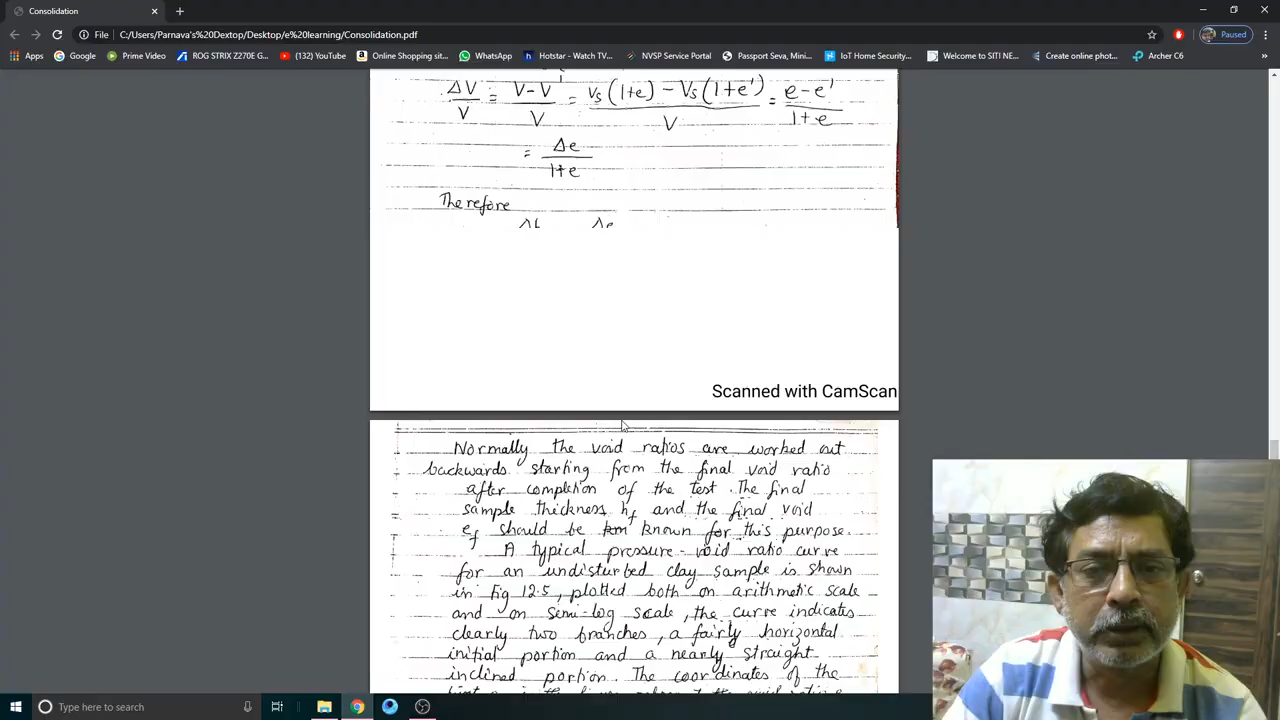 Consolidation
File | C:/Users/Parnava's%20Dextop/Desktop/e%20learning/Consolidation.pdf
Paused
Apps Google Prime Video ROG STRIX Z270E G... Online Shopping sit... (132) YouTube WhatsApp Hotstar - Watch TV... NVSP Service Portal Passport Seva, Mini... IoT Home Security... Welcome to SITI NE... Create online photo... Archer C6
ΔV/V = V-V'/V = Vs(1+e) - Vs(1+e')/V = e-e'/1+e
= Δe/1+e
Therefore
Scanned with CamScan
Normally the void ratios are worked out
backwards starting from the final void ratio
after completion of the test. The final
sample thickness hf and the final void
ef should be known for this purpose.
A typical pressure-void ratio curve
for an undisturbed clay sample is shown
in fig 12.5, plotted both on arithmetic scale
and on semi-log scale, the curve indicates
clearly two branches, a fairly horizontal
initial portion and a nearly straight
inclined portion. The coordinates of the
Type here to search